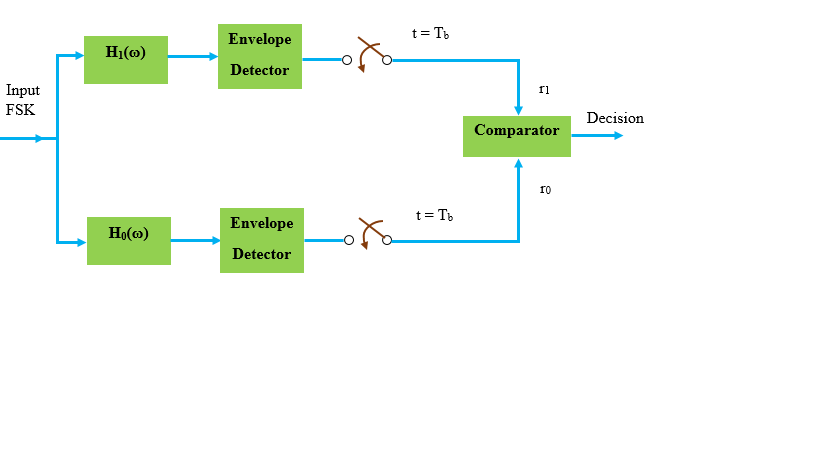 Input
FSK
H₁(ω)
Envelope
Detector
t = T_b
r1
Comparator
Decision
H₀(ω)
Envelope
Detector
t = T_b
r0